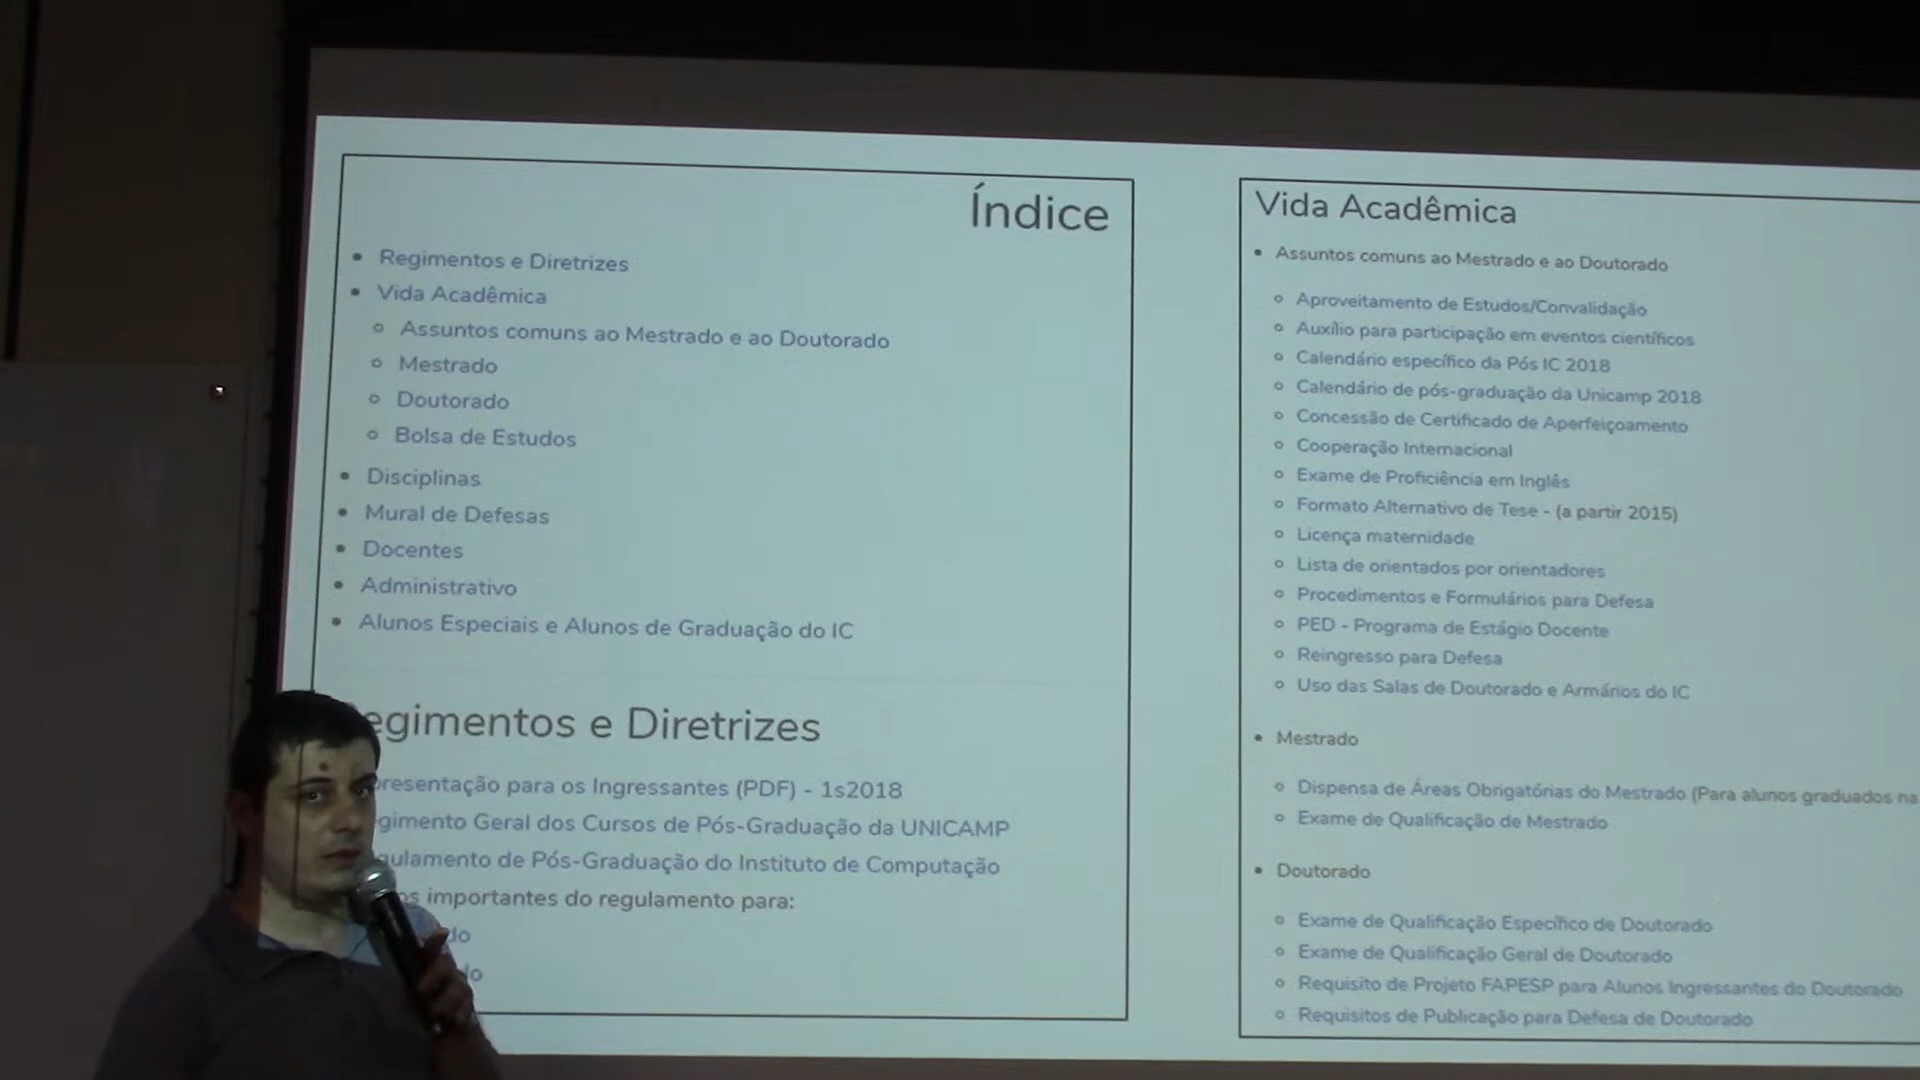 Índice
Regimentos e Diretrizes
Vida Acadêmica
Assuntos comuns ao Mestrado e ao Doutorado
Mestrado
Doutorado
Bolsa de Estudos
Disciplinas
Mural de Defesas
Docentes
Administrativo
Alunos Especiais e Alunos de Graduação do IC
egimentos e Diretrizes
presentação para os Ingressantes (PDF) - 1s2018
gimento Geral dos Cursos de Pós-Graduação da UNICAMP
gulamento de Pós-Graduação do Instituto de Computação
os importantes do regulamento para:
do
do
Vida Acadêmica
Assuntos comuns ao Mestrado e ao Doutorado
Aproveitamento de Estudos/Convalidação
Auxílio para participação em eventos científicos
Calendário específico da Pós IC 2018
Calendário de pós-graduação da Unicamp 2018
Concessão de Certificado de Aperfeiçoamento
Cooperação Internacional
Exame de Proficiência em Inglês
Formato Alternativo de Tese - (a partir 2015)
Licença maternidade
Lista de orientados por orientadores
Procedimentos e Formulários para Defesa
PED - Programa de Estágio Docente
Reingresso para Defesa
Uso das Salas de Doutorado e Armários do IC
Mestrado
Dispensa de Áreas Obrigatórias do Mestrado (Para alunos graduados na
Exame de Qualificação de Mestrado
Doutorado
Exame de Qualificação Específico de Doutorado
Exame de Qualificação Geral de Doutorado
Requisito de Projeto FAPESP para Alunos Ingressantes do Doutorado
Requisitos de Publicação para Defesa de Doutorado